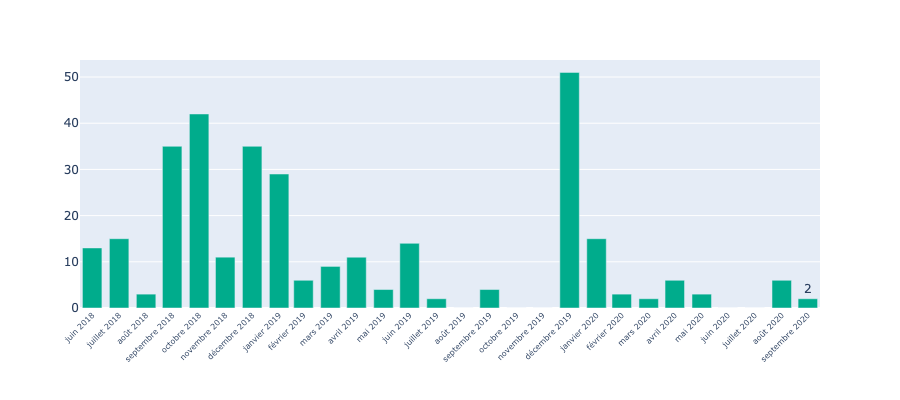 50
40
30
20
10
0
2
juin 2018
juillet 2018
août 2018
septembre 2018
octobre 2018
novembre 2018
décembre 2018
janvier 2019
février 2019
mars 2019
avril 2019
mai 2019
juin 2019
juillet 2019
août 2019
septembre 2019
octobre 2019
novembre 2019
décembre 2019
janvier 2020
février 2020
mars 2020
avril 2020
mai 2020
juin 2020
juillet 2020
août 2020
septembre 2020